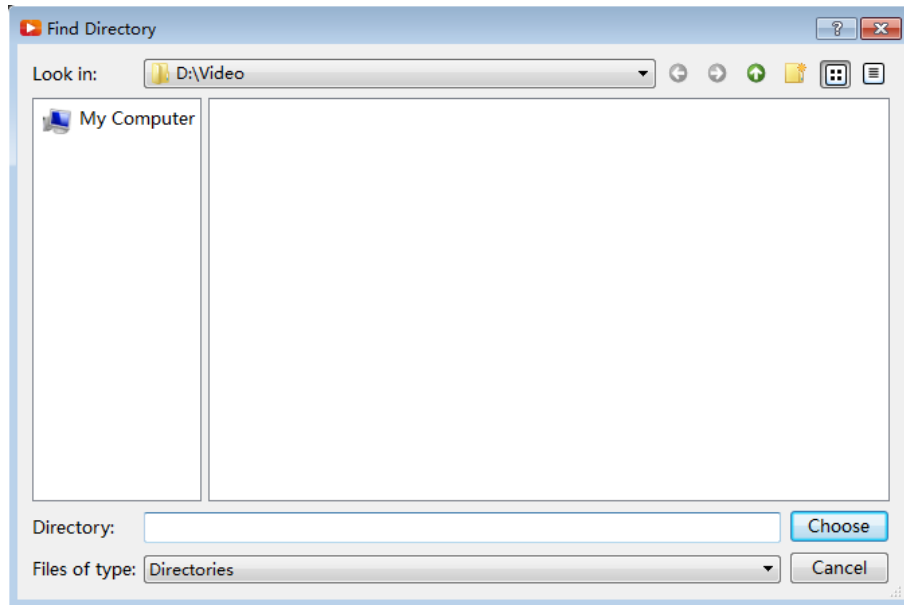 Find Directory
Look in: D:\Video
My Computer
Directory: Choose
Files of type: Directories Cancel